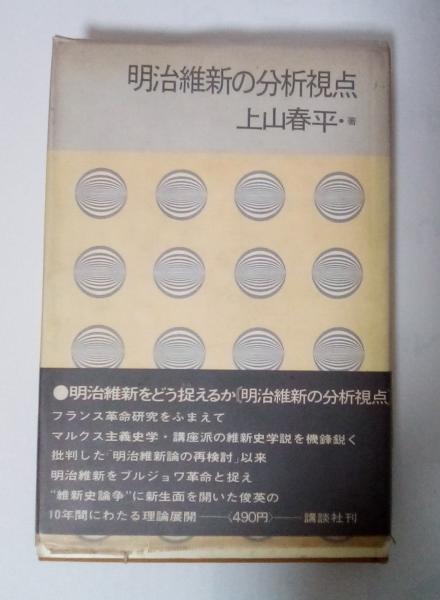 明治維新の分析視点
上山春平・著
●明治維新をどう捉えるか《明治維新の分析視点
フランス革命研究をふまえて
マルクス主義史学・講座派の維新史学説を機鋒鋭く
批判した「明治維新論の再検討」以来
明治維新をブルジョワ革命と捉え
“維新史論争”に新生面を開いた俊英の
10年間にわたる理論展開——〈490円〉——講談社刊